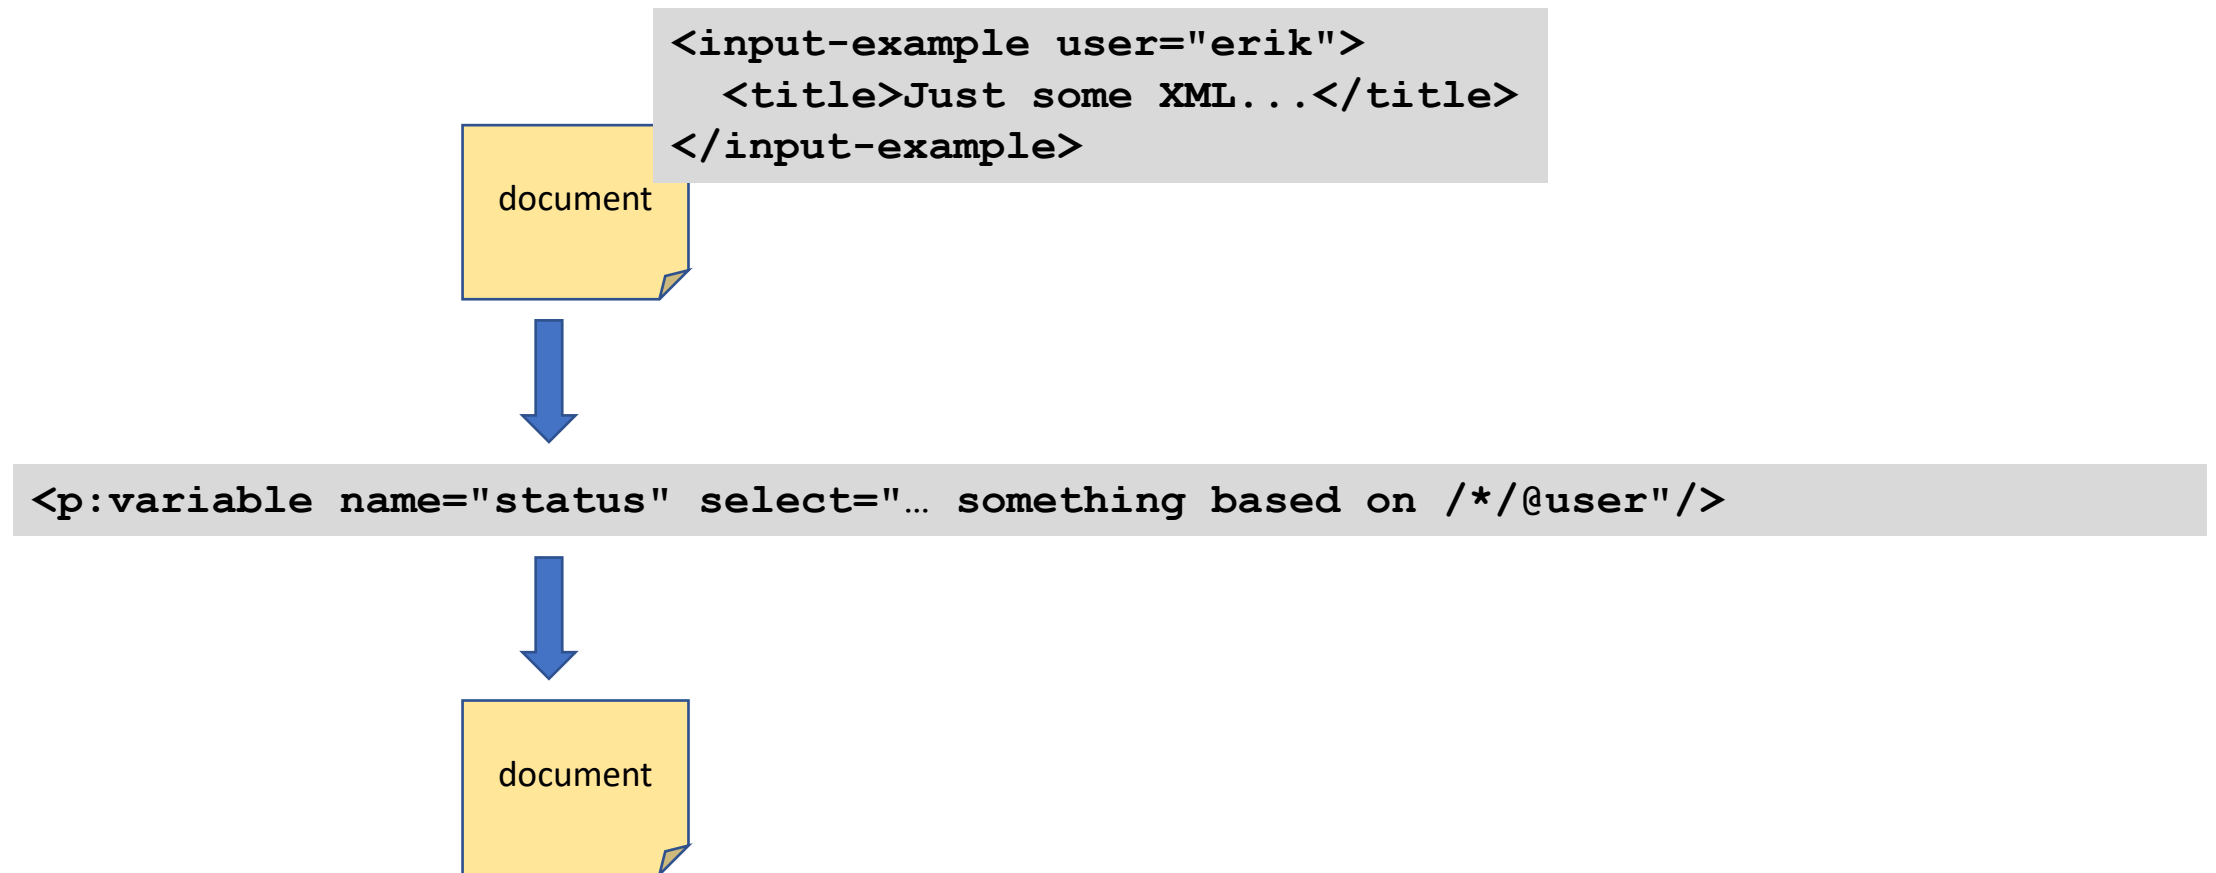 <input-example user="erik">
  <title>Just some XML...</title>
</input-example>
document
<p:variable name="status" select="… something based on /*/@user"/>
document